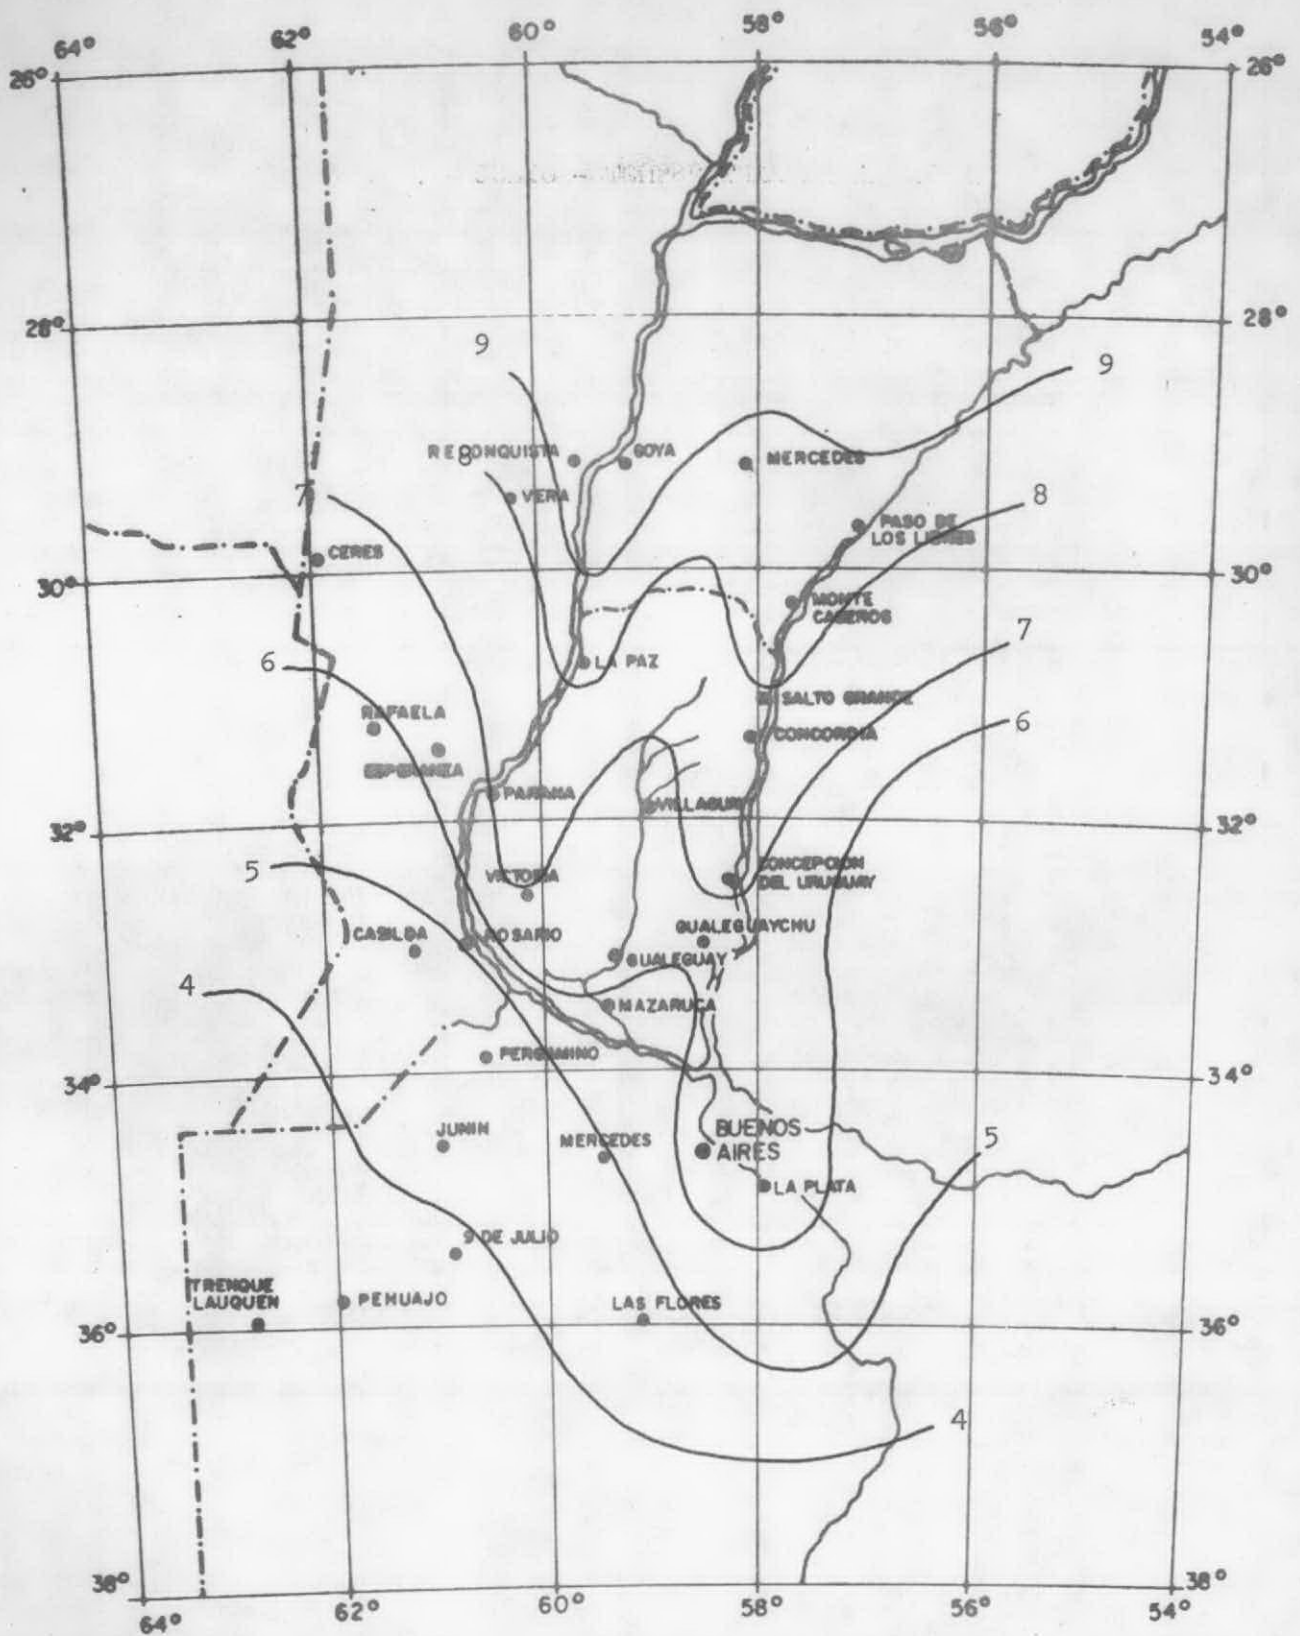 64°
62°
60°
58°
56°
54°
26°
26°
28°
28°
9
9
RECONQUISTA
8
GOYA
MERCEDES
7
VERA
8
PASO DE
LOS LIBRES
CERES
30°
30°
MONTE
CASEROS
7
6
LA PAZ
SALTO GRANDE
RAFAELA
6
CONCORDIA
ESPERANZA
PARANA
VILLAGUAY
32°
32°
5
VICTORIA
CONCEPCION
DEL URUGUAY
GUALEGUAYCHU
CASILDA
ROSARIO
GUALEGUAY
4
MAZARUCA
PERGAMINO
34°
34°
JUNIN
MERCEDES
BUENOS
AIRES
5
LA PLATA
9 DE JULIO
TRENQUE
LAUQUEN
PEHUAJO
LAS FLORES
36°
36°
4
38°
38°
64°
62°
60°
58°
56°
54°